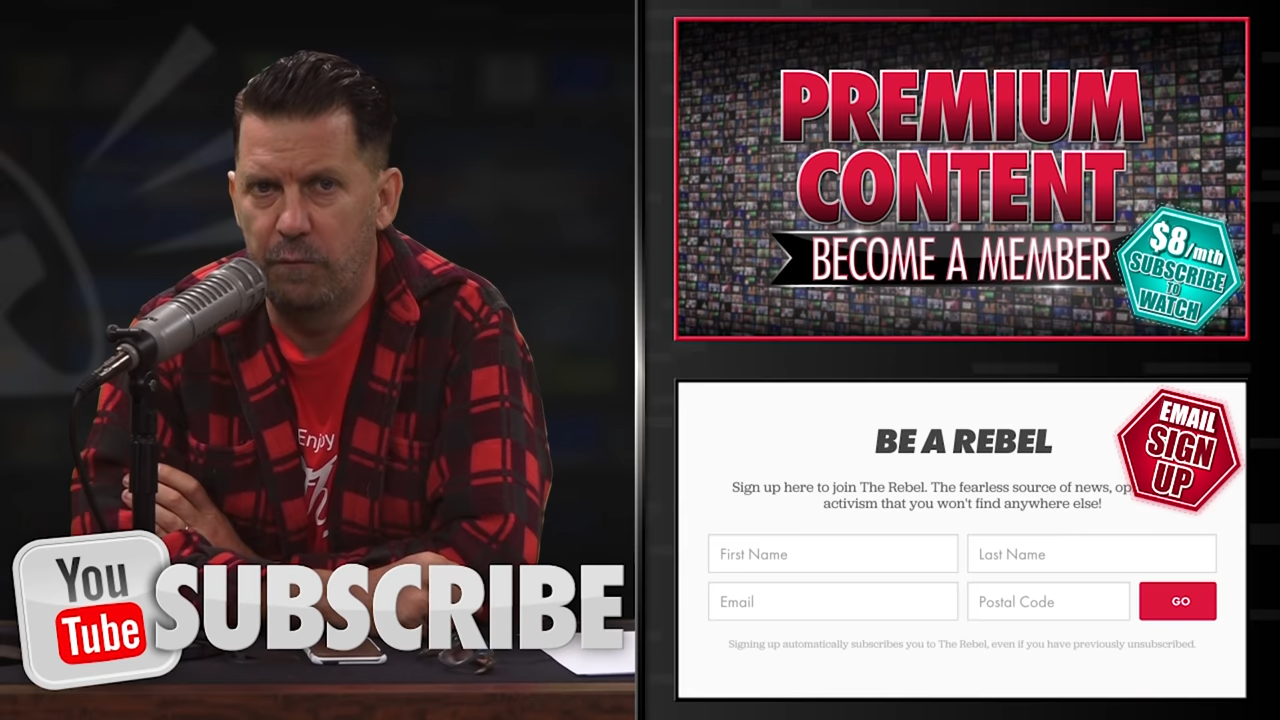 Enjoy
You
Tube
SUBSCRIBE
PREMIUM
CONTENT
BECOME A MEMBER
$8/mth
SUBSCRIBE
TO
WATCH
EMAIL
SIGN
UP
BE A REBEL
Sign up here to join The Rebel. The fearless source of news, op
activism that you won't find anywhere else!
First Name
Last Name
Email
Postal Code
GO
Signing up automatically subscribes you to The Rebel, even if you have previously unsubscribed.